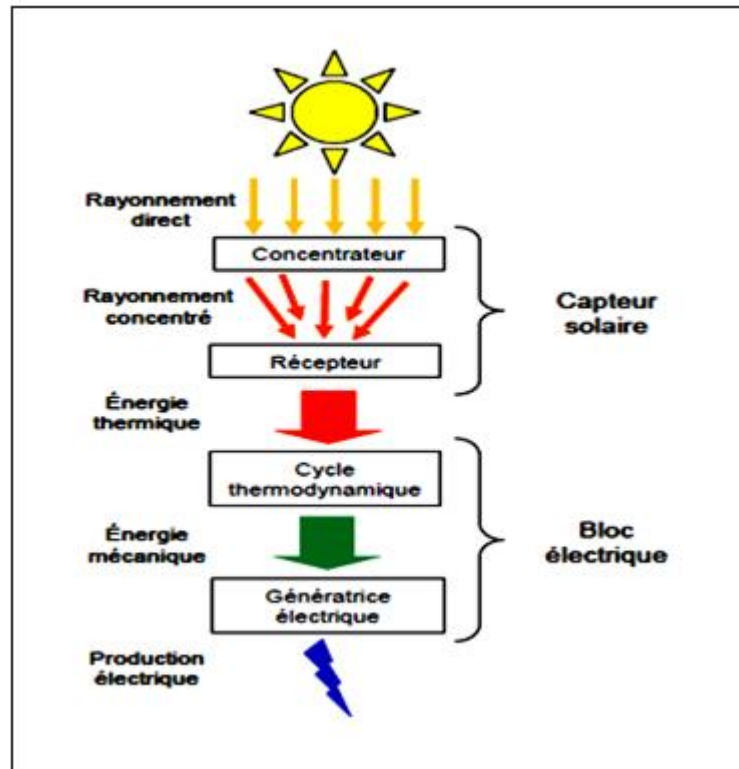 Rayonnement
direct
Concentrateur
Rayonnement
concentré
Capteur
solaire
Récepteur
Énergie
thermique
Cycle
thermodynamique
Énergie
mécanique
Bloc
électrique
Génératrice
électrique
Production
électrique